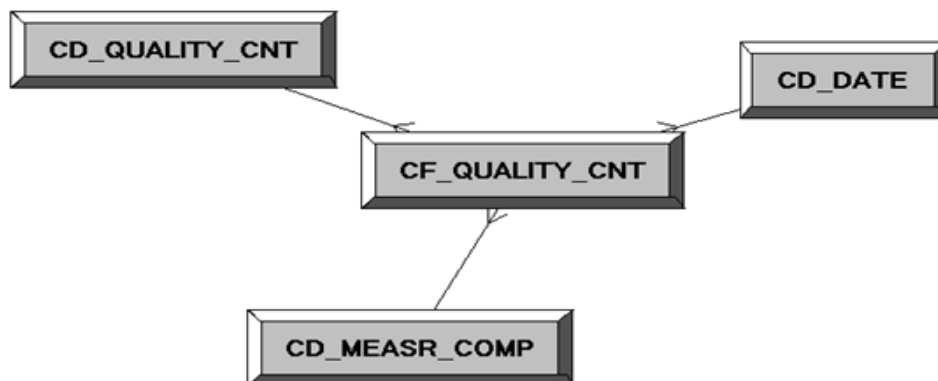 CD_QUALITY_CNT
CD_DATE
CF_QUALITY_CNT
CD_MEASR_COMP